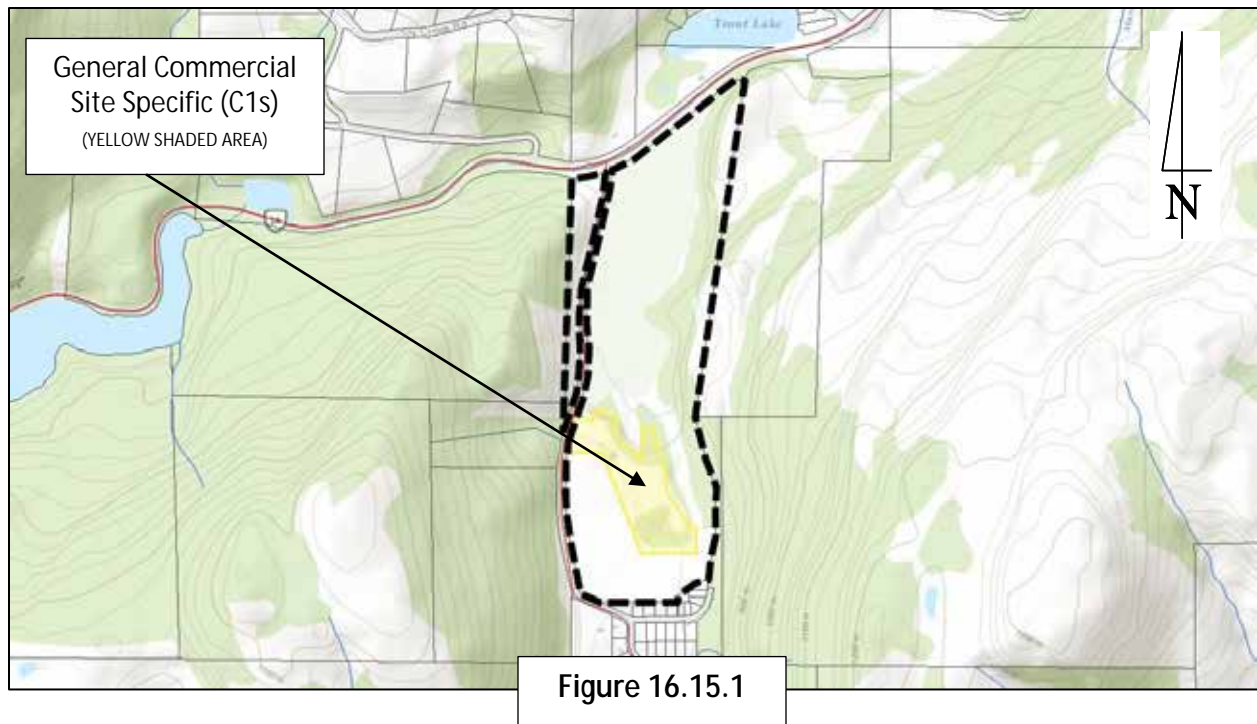 Trout Lake
General Commercial
Site Specific (C1s)
(YELLOW SHADED AREA)
N
Figure 16.15.1